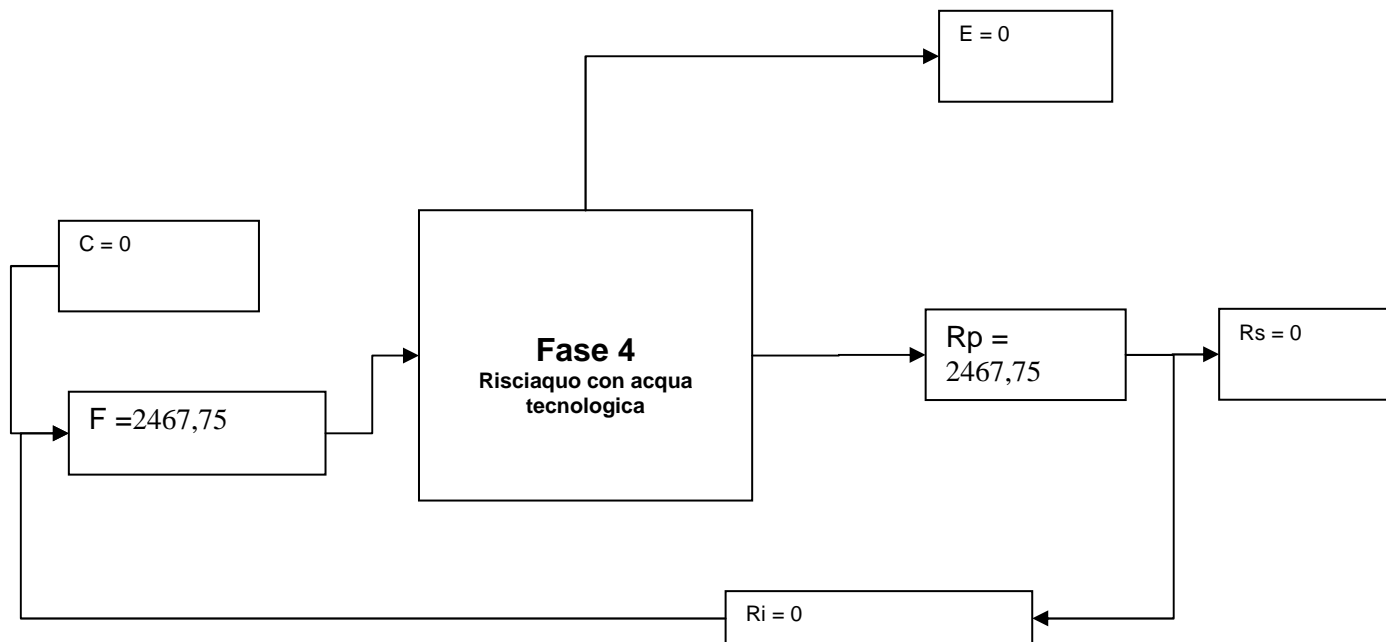 E = 0
C = 0
F =2467,75
Fase 4
Risciaquo con acqua
tecnologica
Rp =
2467,75
Rs = 0
Ri = 0